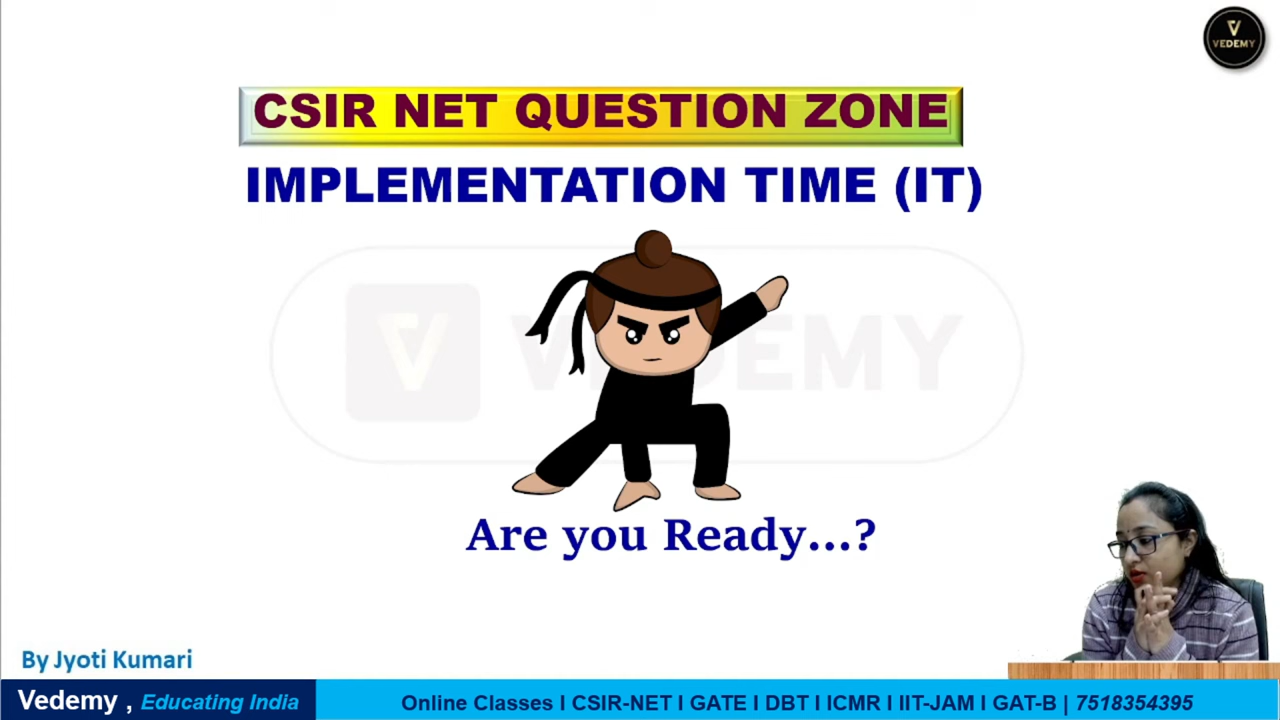 VEDEMY
CSIR NET QUESTION ZONE
IMPLEMENTATION TIME (IT)
VEDEMY
Are you Ready...?
By Jyoti Kumari
Vedemy , Educating India
Online Classes I CSIR-NET I GATE I DBT I ICMR I IIT-JAM I GAT-B | 7518354395